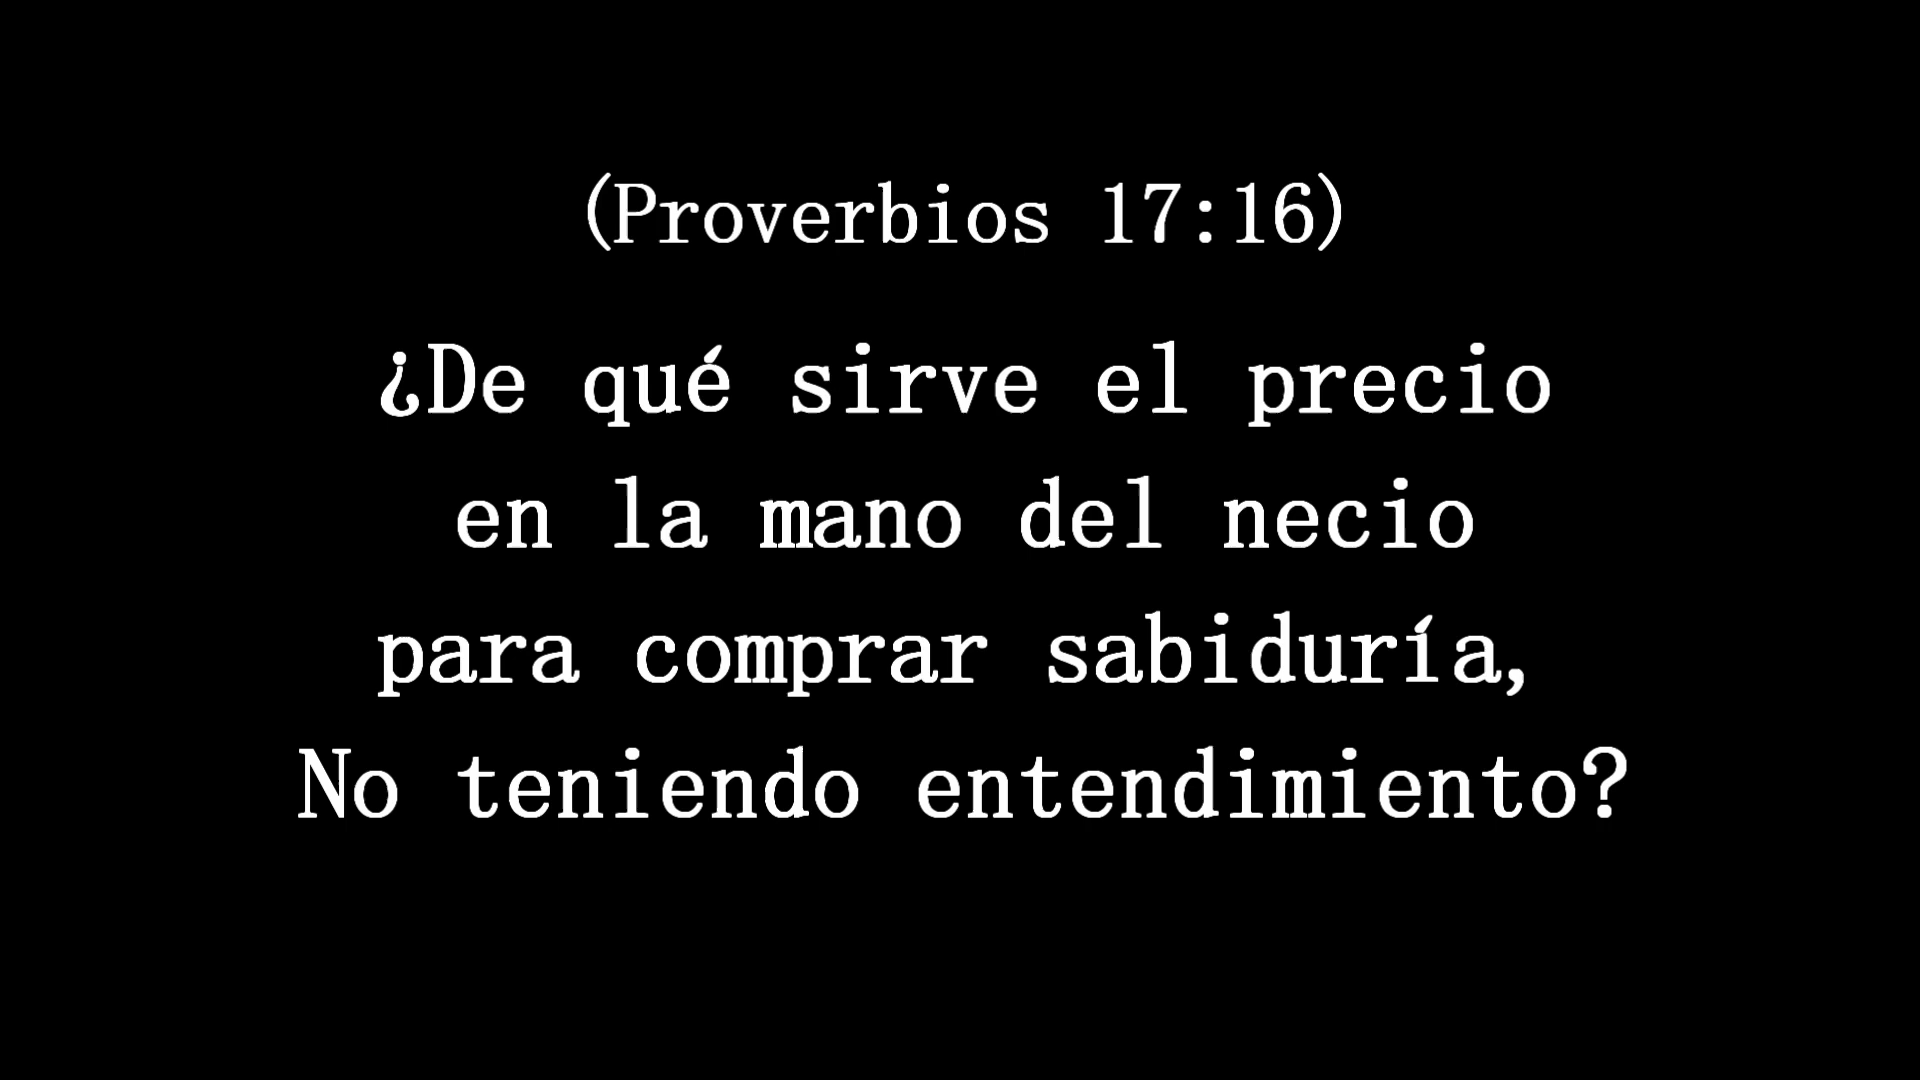 (Proverbios 17:16)
¿De qué sirve el precio
en la mano del necio
para comprar sabiduría,
No teniendo entendimiento?